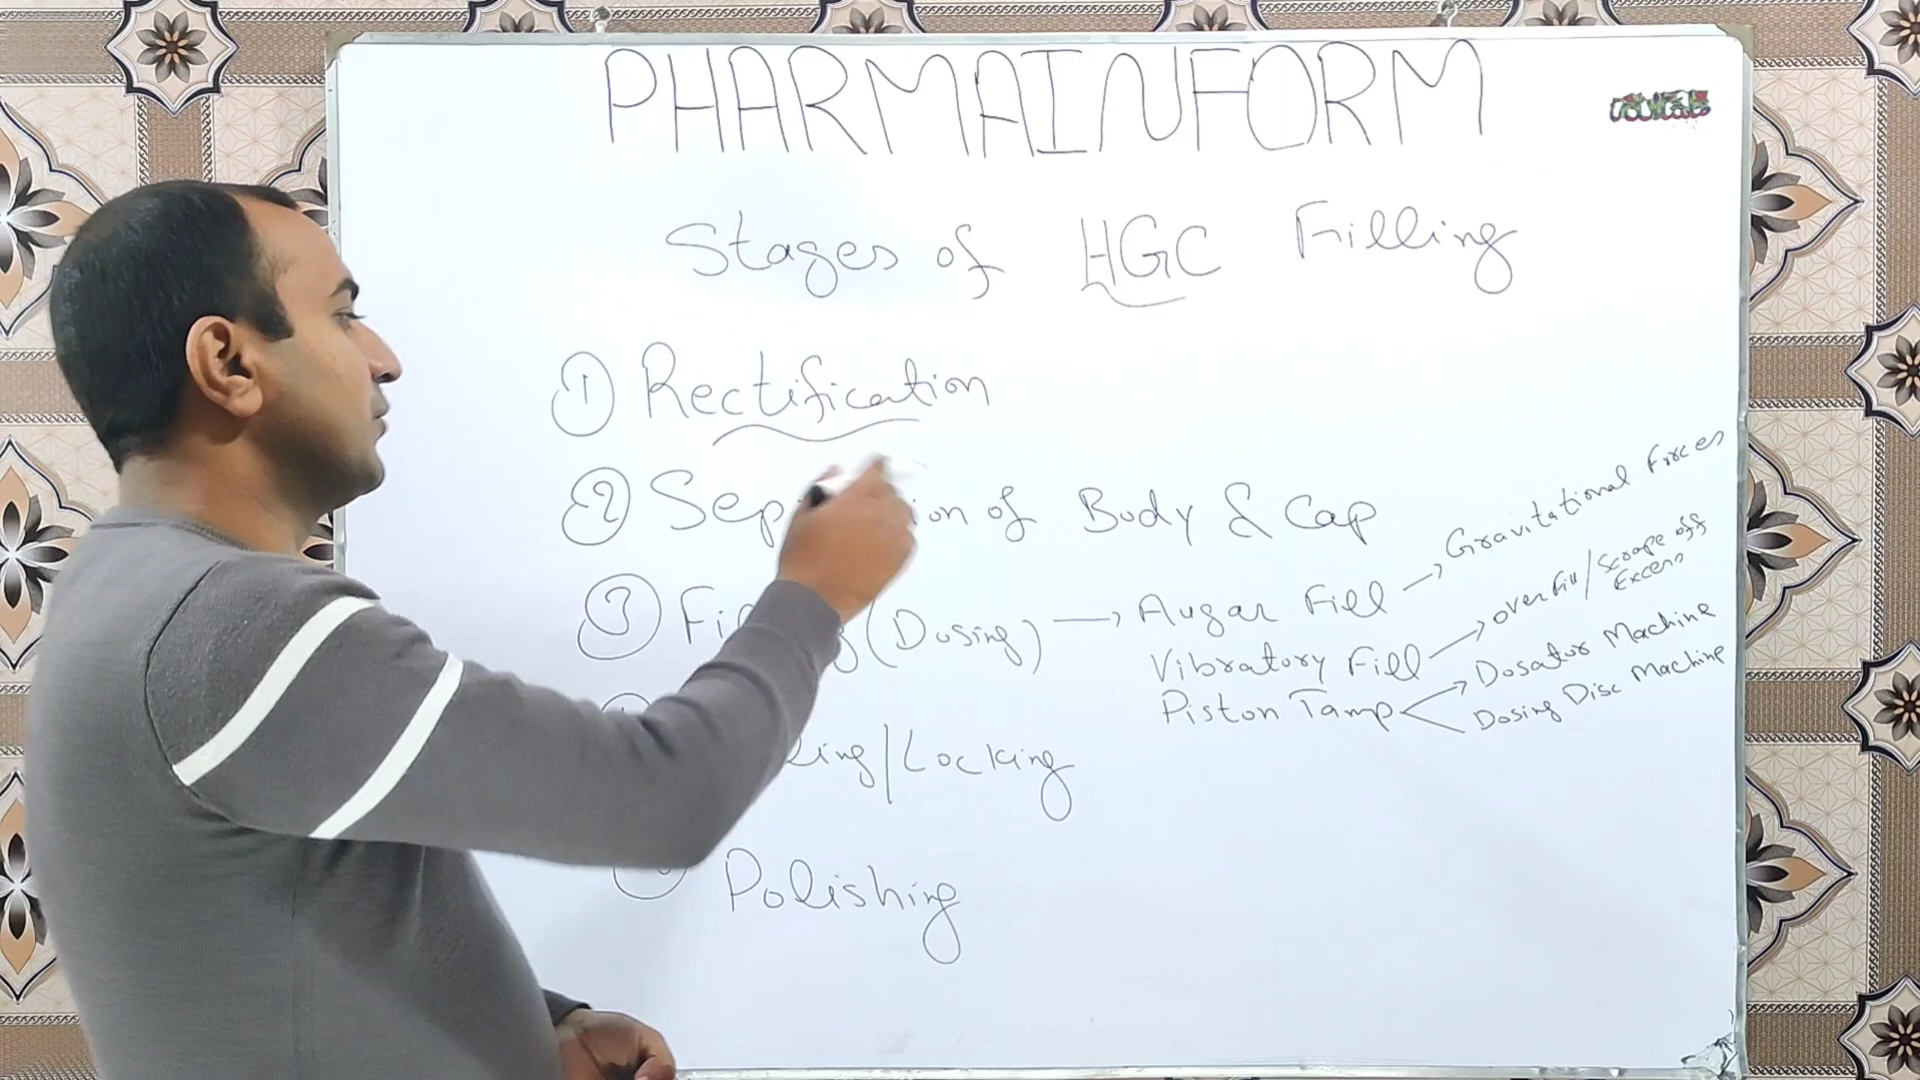 PHARMAINFORM
Stages of HGC Filling
① Rectification
② Sep on of Body & Cap
③ Fi g (Dosing) → Augar Fill → Gravitational Forces
Vibratory Fill → overfill/Scrape off Excess
Piston Tamp → Dosator Machine
Dosing Disc Machine
ling/Locking
Polishing